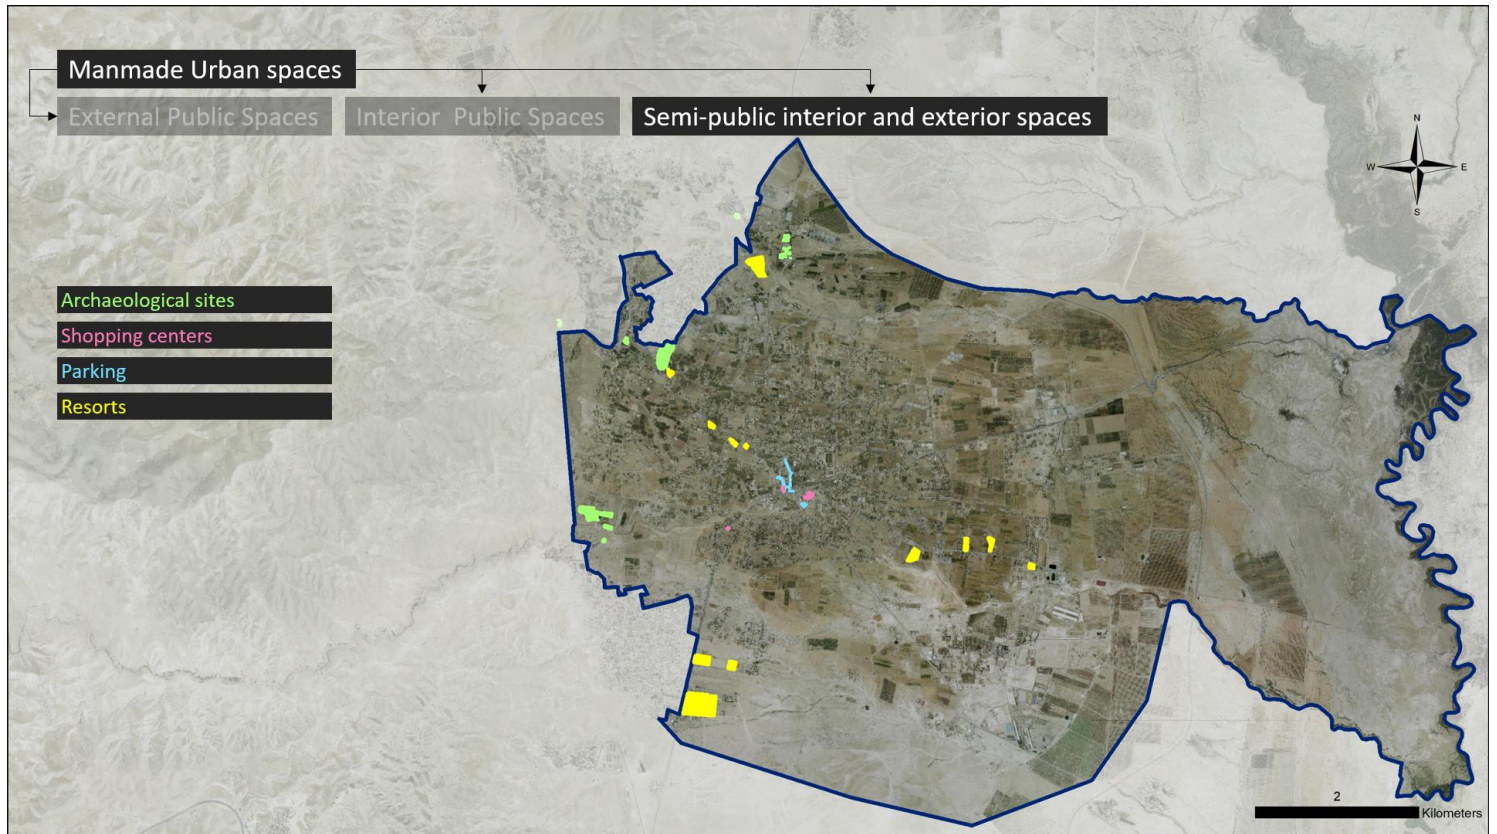 Manmade Urban spaces
External Public Spaces
Interior Public Spaces
Semi-public interior and exterior spaces
N
W
E
S
Archaeological sites
Shopping centers
Parking
Resorts
2
Kilometers